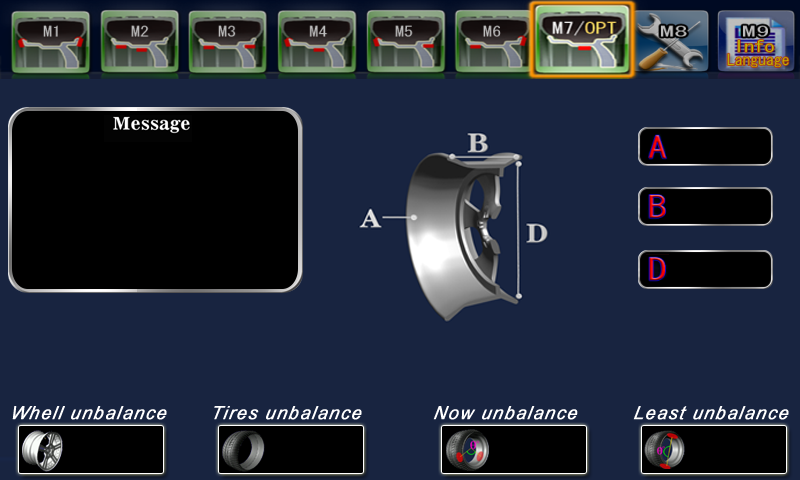 M1 M2 M3 M4 M5 M6 M7/OPT M8 M9
Info
Language
Message
B
A
D
A
B
D
Whell unbalance Tires unbalance Now unbalance Least unbalance